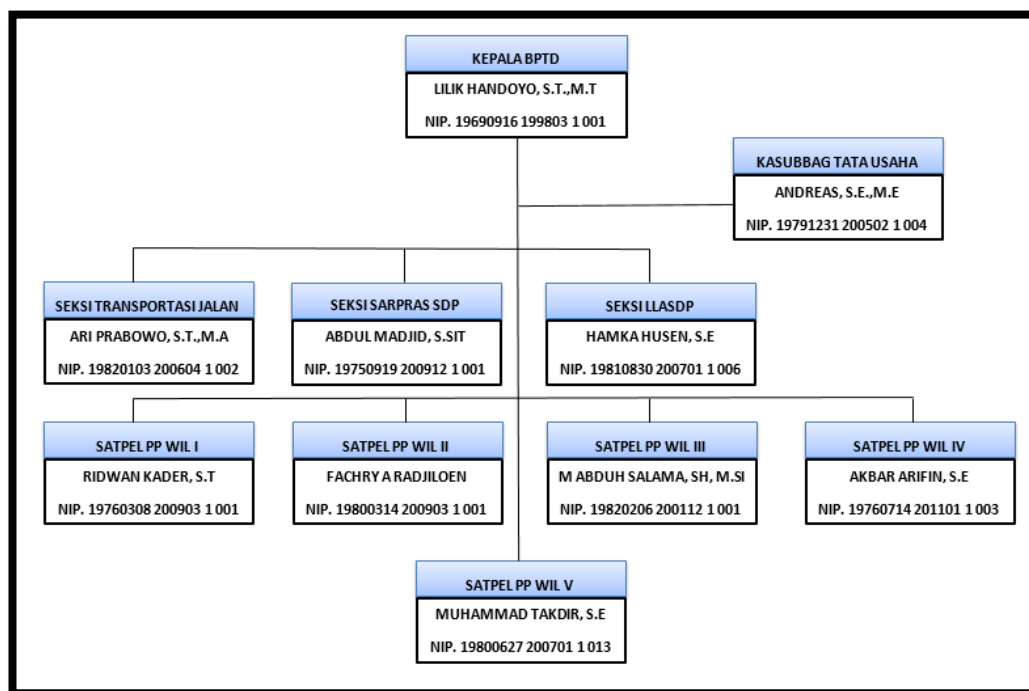 KEPALA BPTD
LILIK HANDOYO, S.T.,M.T
NIP. 19690916 199803 1 001
KASUBBAG TATA USAHA
ANDREAS, S.E.,M.E
NIP. 19791231 200502 1 004
SEKSI TRANSPORTASI JALAN
ARI PRABOWO, S.T.,M.A
NIP. 19820103 200604 1 002
SEKSI SARPRAS SDP
ABDUL MADJID, S.SIT
NIP. 19750919 200912 1 001
SEKSI LLASDP
HAMKA HUSEN, S.E
NIP. 19810830 200701 1 006
SATPEL PP WIL I
RIDWAN KADER, S.T
NIP. 19760308 200903 1 001
SATPEL PP WIL II
FACHRY A RADJILOEN
NIP. 19800314 200903 1 001
SATPEL PP WIL III
M ABDUH SALAMA, SH, M.SI
NIP. 19820206 200112 1 001
SATPEL PP WIL IV
AKBAR ARIFIN, S.E
NIP. 19760714 201101 1 003
SATPEL PP WIL V
MUHAMMAD TAKDIR, S.E
NIP. 19800627 200701 1 013